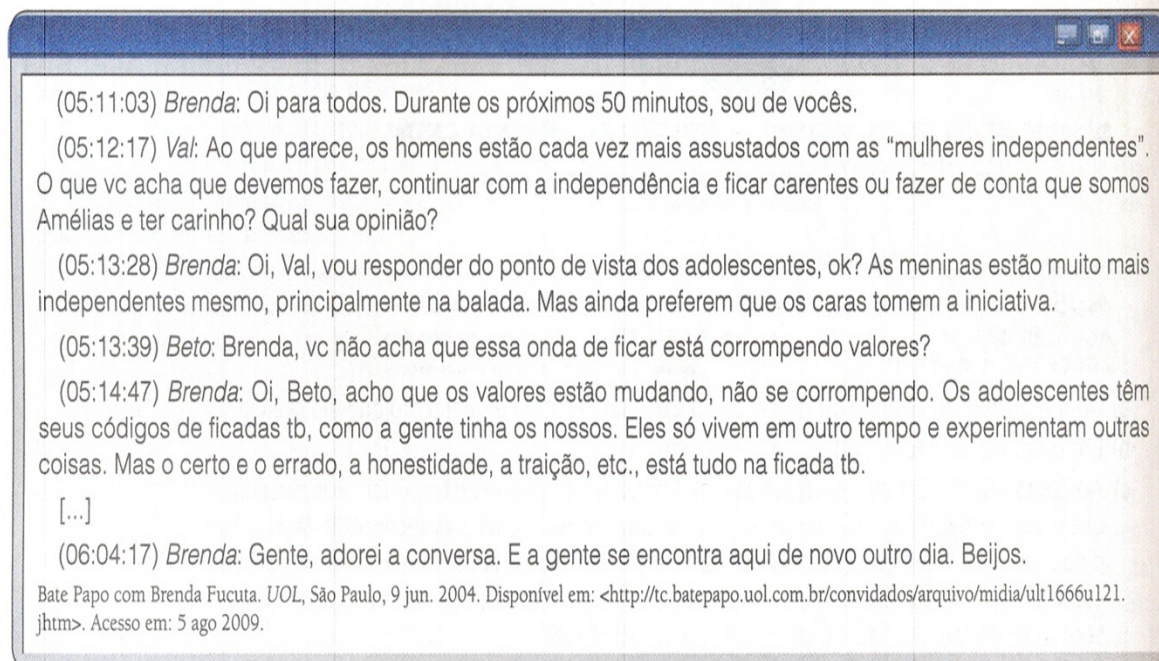 (05:11:03) Brenda: Oi para todos. Durante os próximos 50 minutos, sou de vocês.
(05:12:17) Val: Ao que parece, os homens estão cada vez mais assustados com as “mulheres independentes”.
O que vc acha que devemos fazer, continuar com a independência e ficar carentes ou fazer de conta que somos
Amélias e ter carinho? Qual sua opinião?
(05:13:28) Brenda: Oi, Val, vou responder do ponto de vista dos adolescentes, ok? As meninas estão muito mais
independentes mesmo, principalmente na balada. Mas ainda preferem que os caras tomem a iniciativa.
(05:13:39) Beto: Brenda, vc não acha que essa onda de ficar está corrompendo valores?
(05:14:47) Brenda: Oi, Beto, acho que os valores estão mudando, não se corrompendo. Os adolescentes têm
seus códigos de ficadas tb, como a gente tinha os nossos. Eles só vivem em outro tempo e experimentam outras
coisas. Mas o certo e o errado, a honestidade, a traição, etc., está tudo na ficada tb.
[...]
(06:04:17) Brenda: Gente, adorei a conversa. E a gente se encontra aqui de novo outro dia. Beijos.
Bate Papo com Brenda Fucuta. UOL, São Paulo, 9 jun. 2004. Disponível em: <http://tc.batepapo.uol.com.br/convidados/arquivo/midia/ult1666u121.
jhtm>. Acesso em: 5 ago 2009.